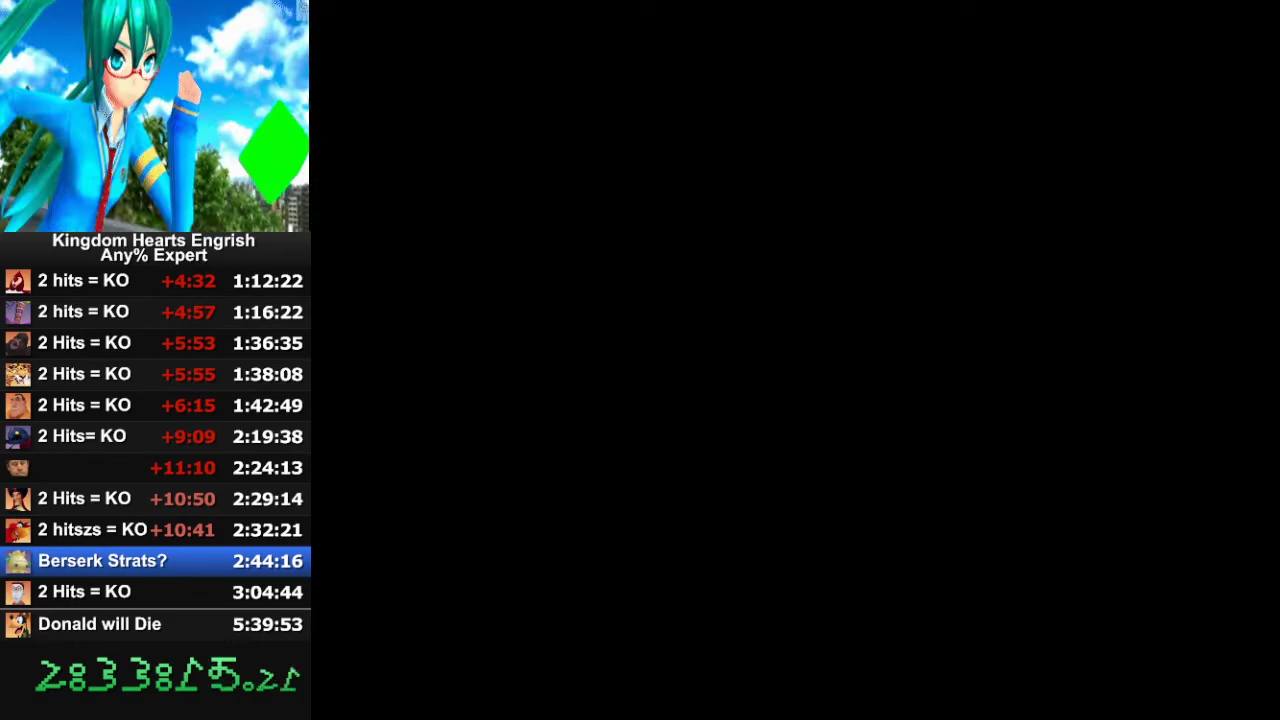 Kingdom Hearts Engrish
Any% Expert
2 hits = KO +4:32 1:12:22
2 hits = KO +4:57 1:16:22
2 Hits = KO +5:53 1:36:35
2 Hits = KO +5:55 1:38:08
2 Hits = KO +6:15 1:42:49
2 Hits= KO +9:09 2:19:38
+11:10 2:24:13
2 Hits = KO +10:50 2:29:14
2 hitszs = KO +10:41 2:32:21
Berserk Strats? 2:44:16
2 Hits = KO 3:04:44
Donald will Die 5:39:53